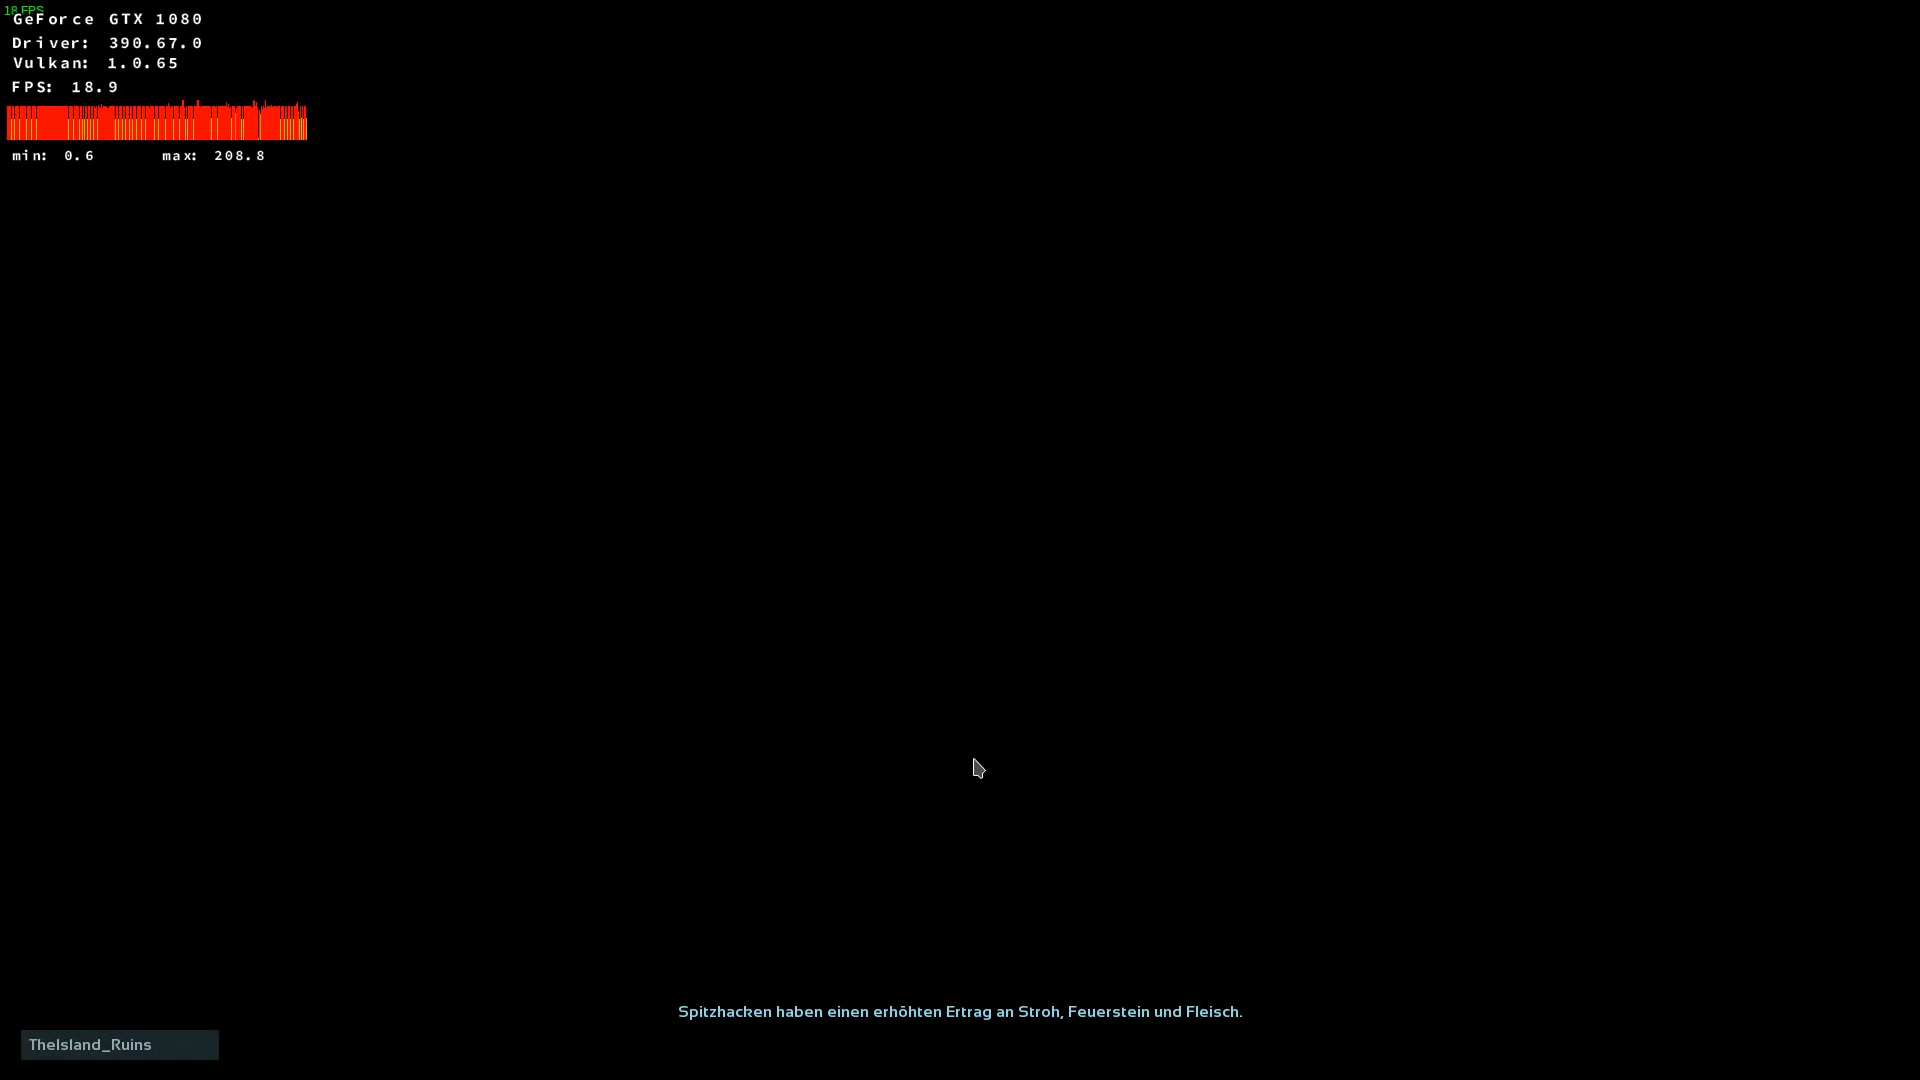 18 FPS
GeForce GTX 1080
Driver: 390.67.0
Vulkan: 1.0.65
FPS: 18.9
min: 0.6 max: 208.8
Spitzhacken haben einen erhöhten Ertrag an Stroh, Feuerstein und Fleisch.
TheIsland_Ruins